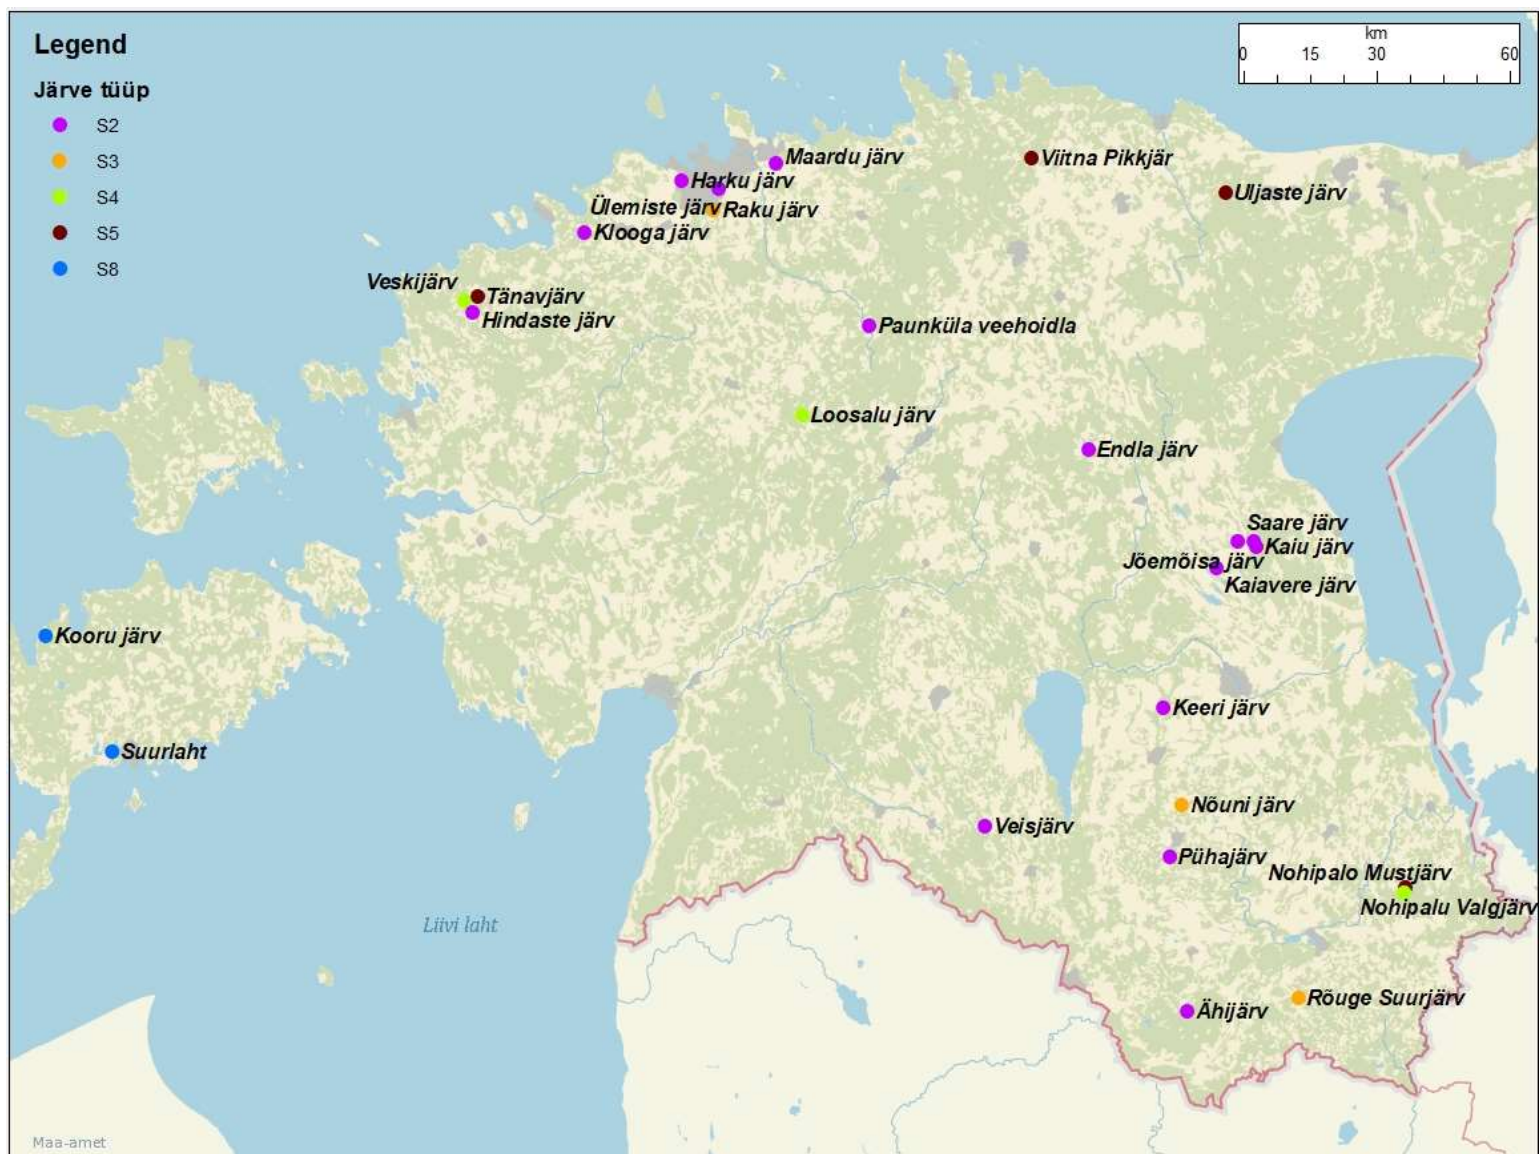 Legend
Järve tüüp
S2
S3
S4
S5
S8
km
0 15 30 60
Maardu järv
Viitna Pikkjär
Harku järv
Uljaste järv
Ülemiste järv
Raku järv
Klooga järv
Veskijärv
Tänavjärv
Hindaste järv
Paunküla veehoidla
Loosalu järv
Endla järv
Saare järv
Kaiu järv
Jõemõisa järv
Kaiavere järv
Kooru järv
Keeri järv
Suurlaht
Nõuni järv
Veisjärv
Pühajärv
Nohipalo Mustjärv
Nohipalu Valgjärv
Liivi laht
Rõuge Suurjärv
Ähijärv
Maa-amet